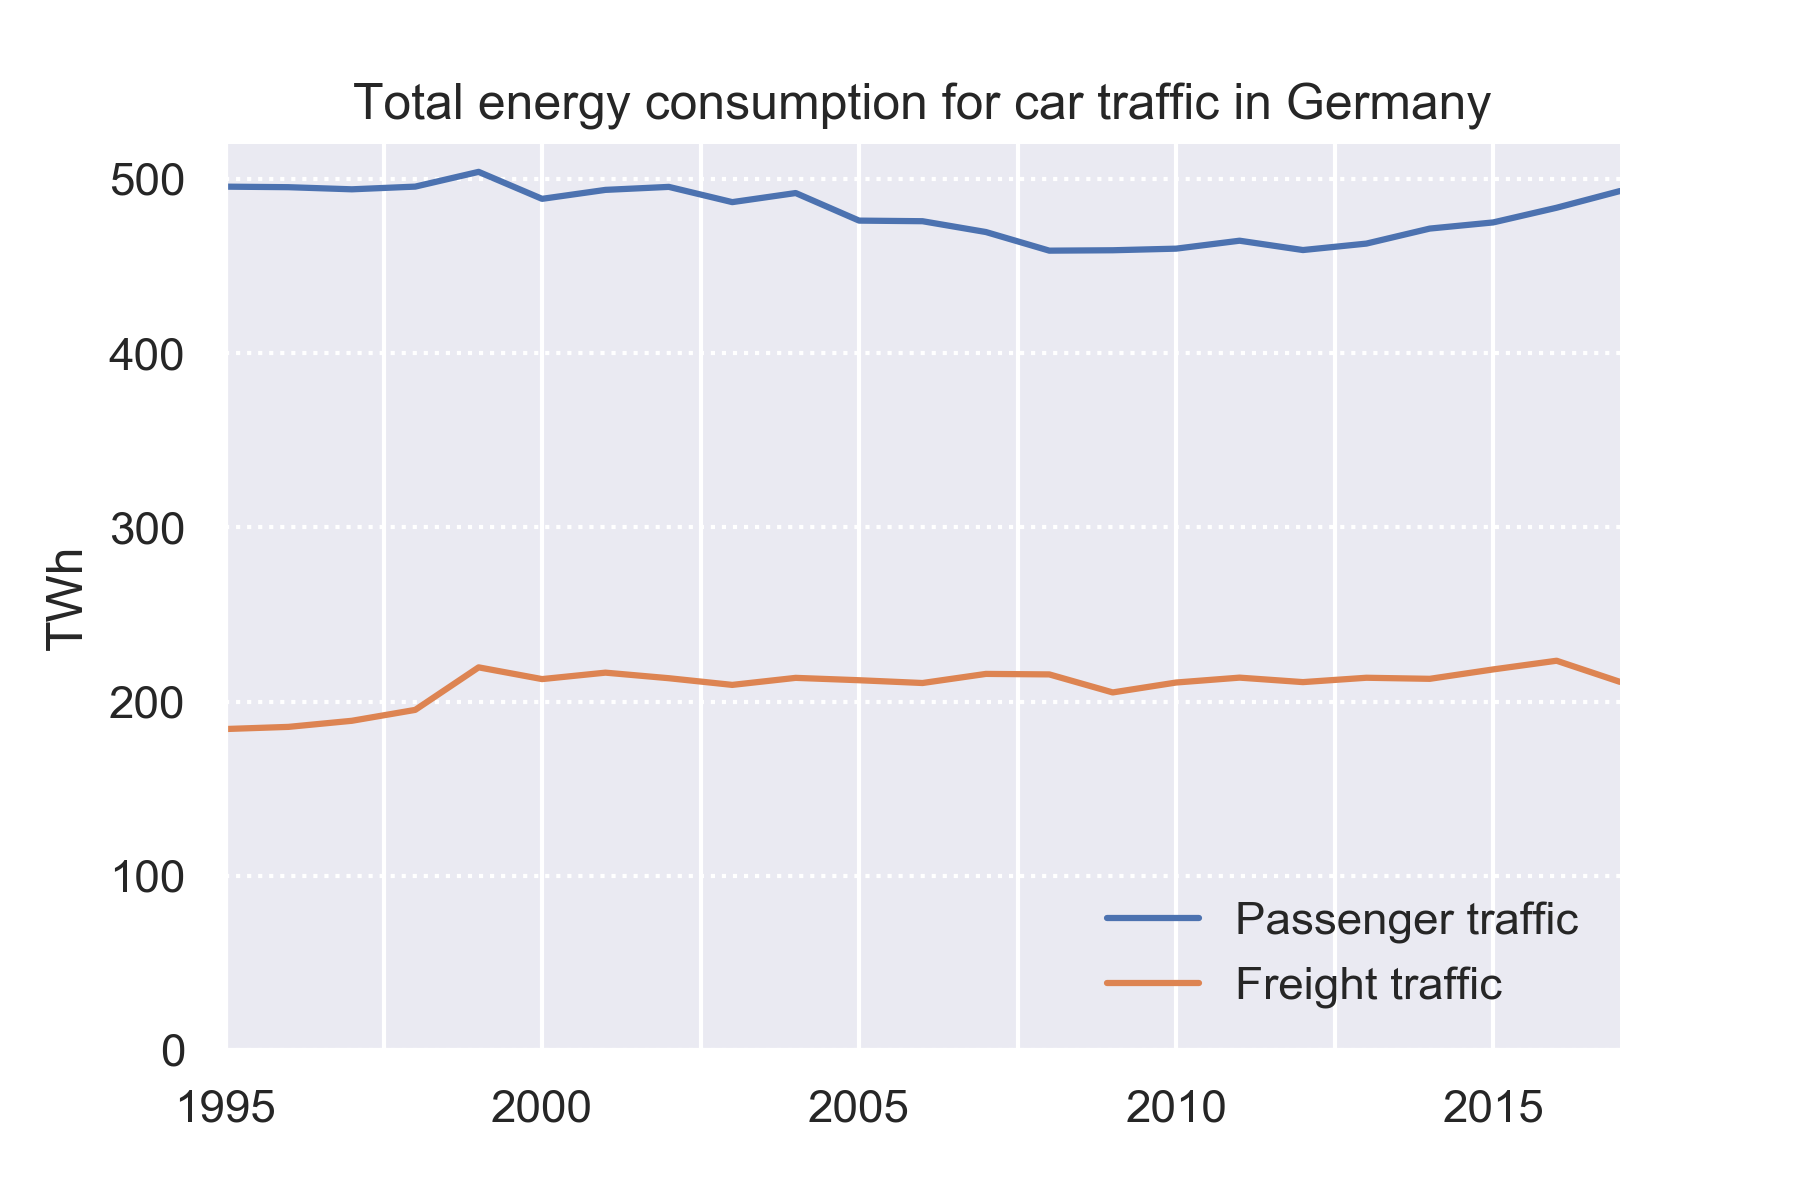 Total energy consumption for car traffic in Germany
500
400
300
200
100
0
TWh
1995 2000 2005 2010 2015
Passenger traffic
Freight traffic